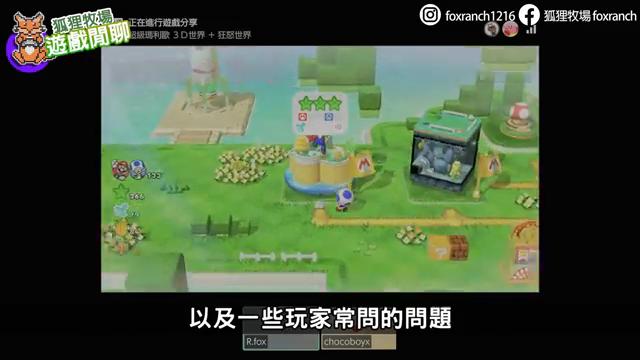 狐狸牧場
遊戲閒聊
正在進行遊戲分享
超級瑪利歐 3D世界 + 狂怒世界
foxranch1216
狐狸牧場 foxranch
133
366
以及一些玩家常問的問題
R.fox
chocoboyx